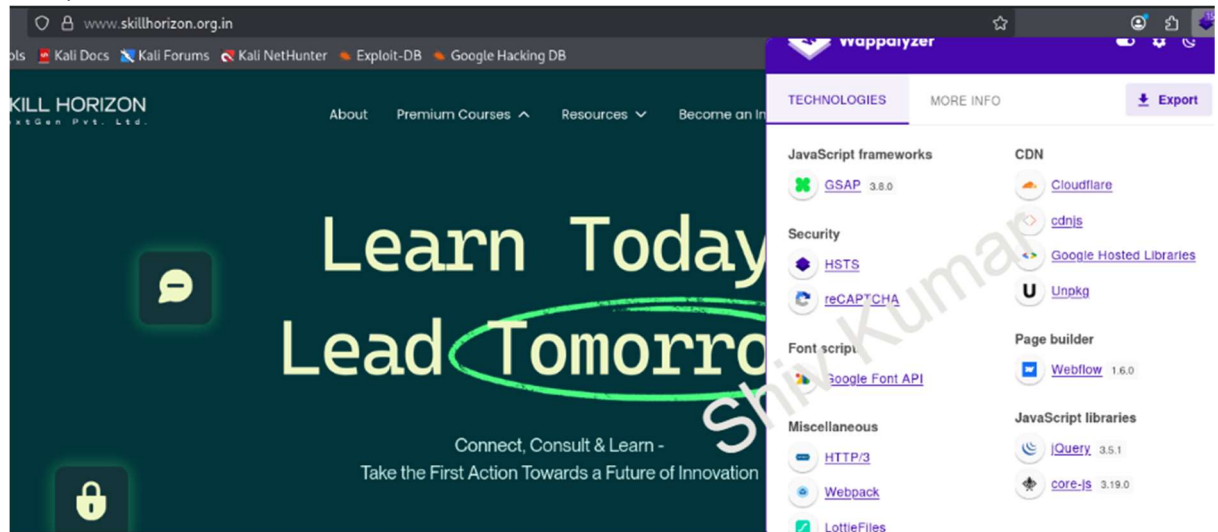 www.skillhorizon.org.in
ols Kali Docs Kali Forums Kali NetHunter Exploit-DB Google Hacking DB
KILL HORIZON
xtGen Pvt. Ltd.
About Premium Courses Resources Become an In
Learn Today
Lead Tomorro
Connect, Consult & Learn -
Take the First Action Towards a Future of Innovation
Wappalyzer
TECHNOLOGIES MORE INFO Export
JavaScript frameworks
GSAP 3.8.0
Security
HSTS
reCAPTCHA
Font script
Google Font API
Miscellaneous
HTTP/3
Webpack
LottieFiles
CDN
Cloudflare
cdnjs
Google Hosted Libraries
U Unpkg
Page builder
Webflow 1.6.0
JavaScript libraries
jQuery 3.5.1
core-js 3.19.0
Shiv Kumar